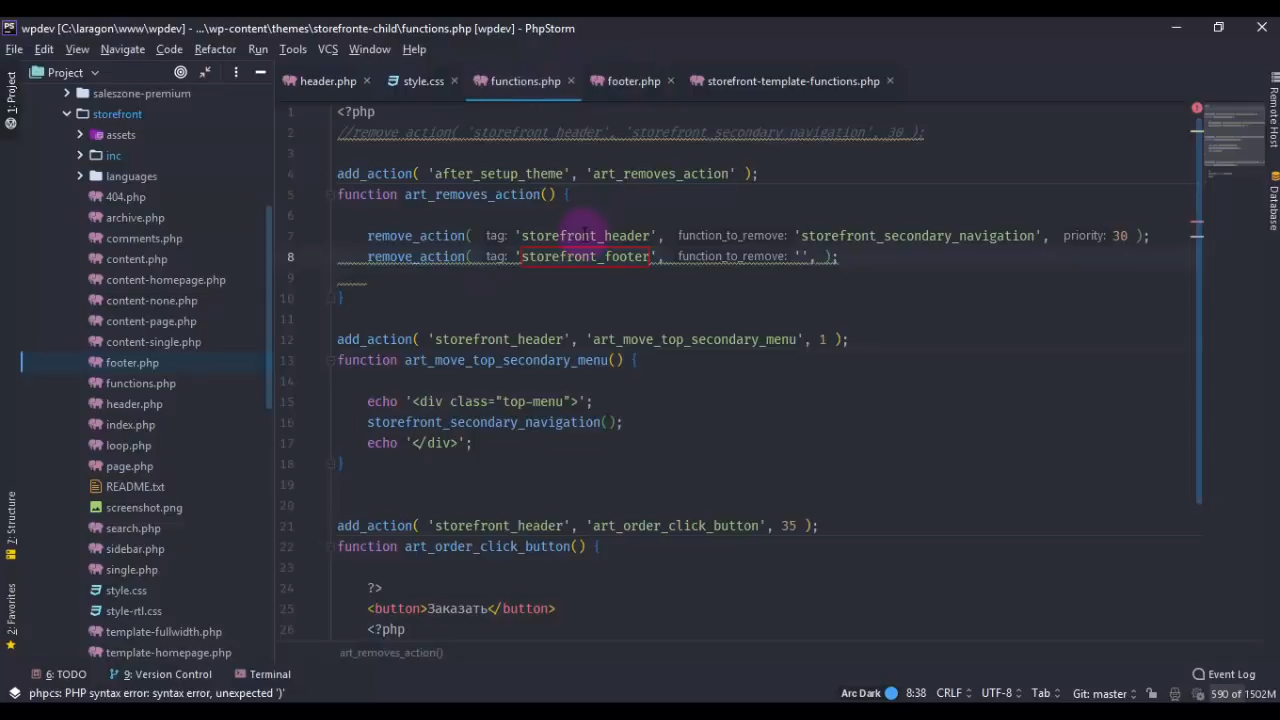 wpdev [C:\laragon\www\wpdev] - ...\wp-content\themes\storefronte-child\functions.php [wpdev] - PhpStorm
File Edit View Navigate Code Refactor Run Tools VCS Window Help
Project
header.php style.css functions.php footer.php storefront-template-functions.php
1: Project
7: Structure
2: Favorites
Remote Host
Database
saleszone-premium
storefront
assets
inc
languages
404.php
archive.php
comments.php
content.php
content-homepage.php
content-none.php
content-page.php
content-single.php
footer.php
functions.php
header.php
index.php
loop.php
page.php
README.txt
screenshot.png
search.php
sidebar.php
single.php
style.css
style-rtl.css
template-fullwidth.php
template-homepage.php
1 <?php
2 //remove_action( 'storefront_header', 'storefront_secondary_navigation', 30 );
3
4 add_action( 'after_setup_theme', 'art_removes_action' );
5 function art_removes_action() {
6
7 remove_action( tag: 'storefront_header', function_to_remove: 'storefront_secondary_navigation', priority: 30 );
8 remove_action( tag: 'storefront_footer', function_to_remove: '', );
9
10 }
11
12 add_action( 'storefront_header', 'art_move_top_secondary_menu', 1 );
13 function art_move_top_secondary_menu() {
14
15 echo '<div class="top-menu">';
16 storefront_secondary_navigation();
17 echo '</div>';
18 }
19
20
21 add_action( 'storefront_header', 'art_order_click_button', 35 );
22 function art_order_click_button() {
23
24 ?>
25 <button>Заказать</button>
26 <?php
art_removes_action()
6: TODO 9: Version Control Terminal Event Log
phpcs: PHP syntax error: syntax error, unexpected ')' Arc Dark 8:38 CRLF UTF-8 Tab Git: master 590 of 1502M